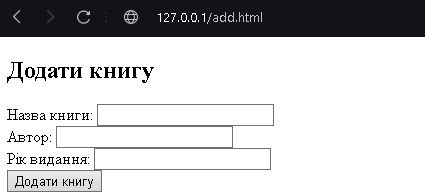 127.0.0.1/add.html
Додати книгу
Назва книги:
Автор:
Рік видання:
Додати книгу